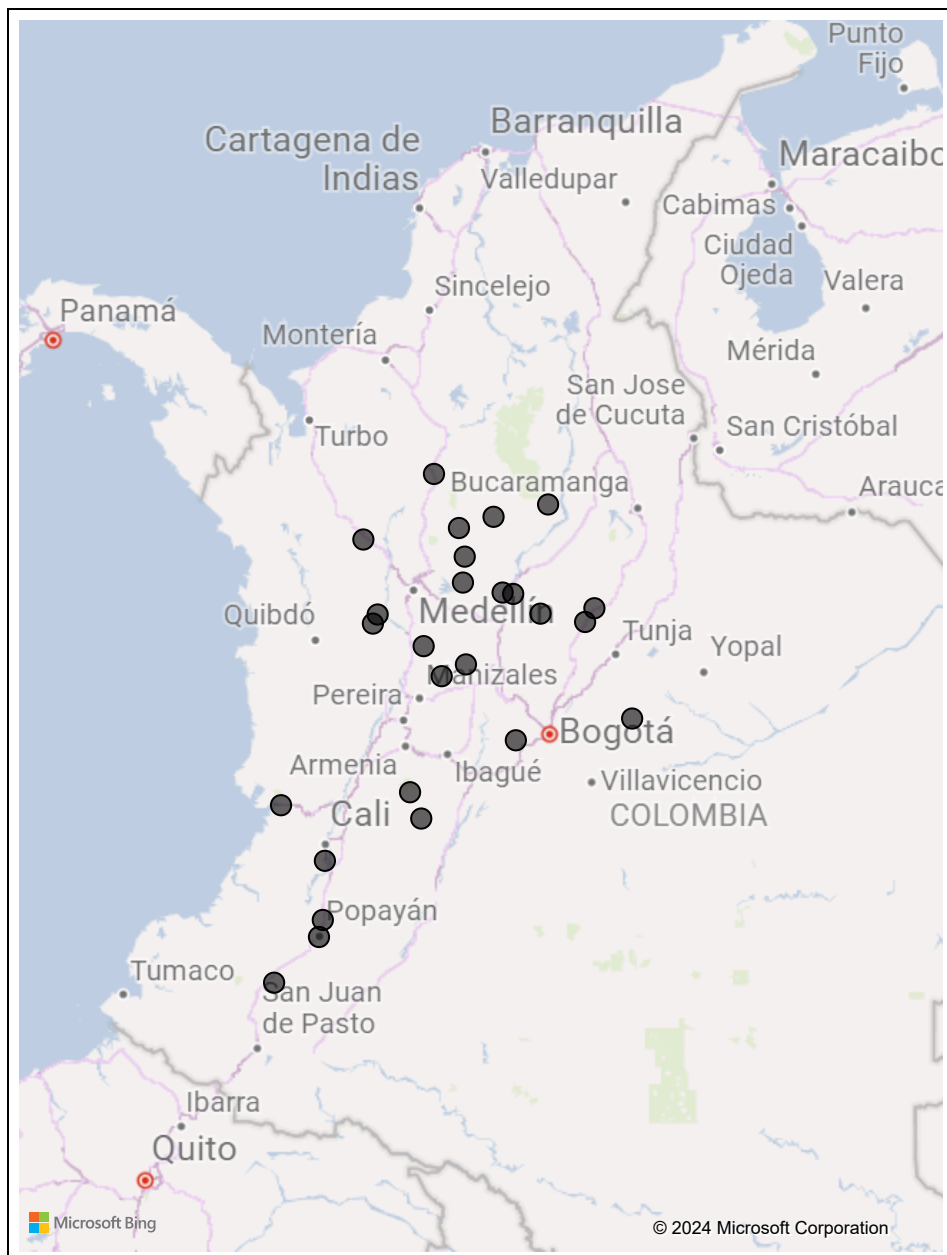 Punto
Fijo
Barranquilla
Cartagena de
Indias
Maracaibo
Valledupar
Cabimas
Ciudad
Ojeda
Valera
Sincelejo
Panamá
Montería
Mérida
San Jose
de Cucuta
San Cristóbal
Turbo
Bucaramanga
Arauca
Medellín
Quibdó
Tunja
Yopal
Manizales
Pereira
Bogotá
Armenia
Ibagué
Villavicencio
COLOMBIA
Cali
Popayán
Tumaco
San Juan
de Pasto
Ibarra
Quito
Microsoft Bing
© 2024 Microsoft Corporation